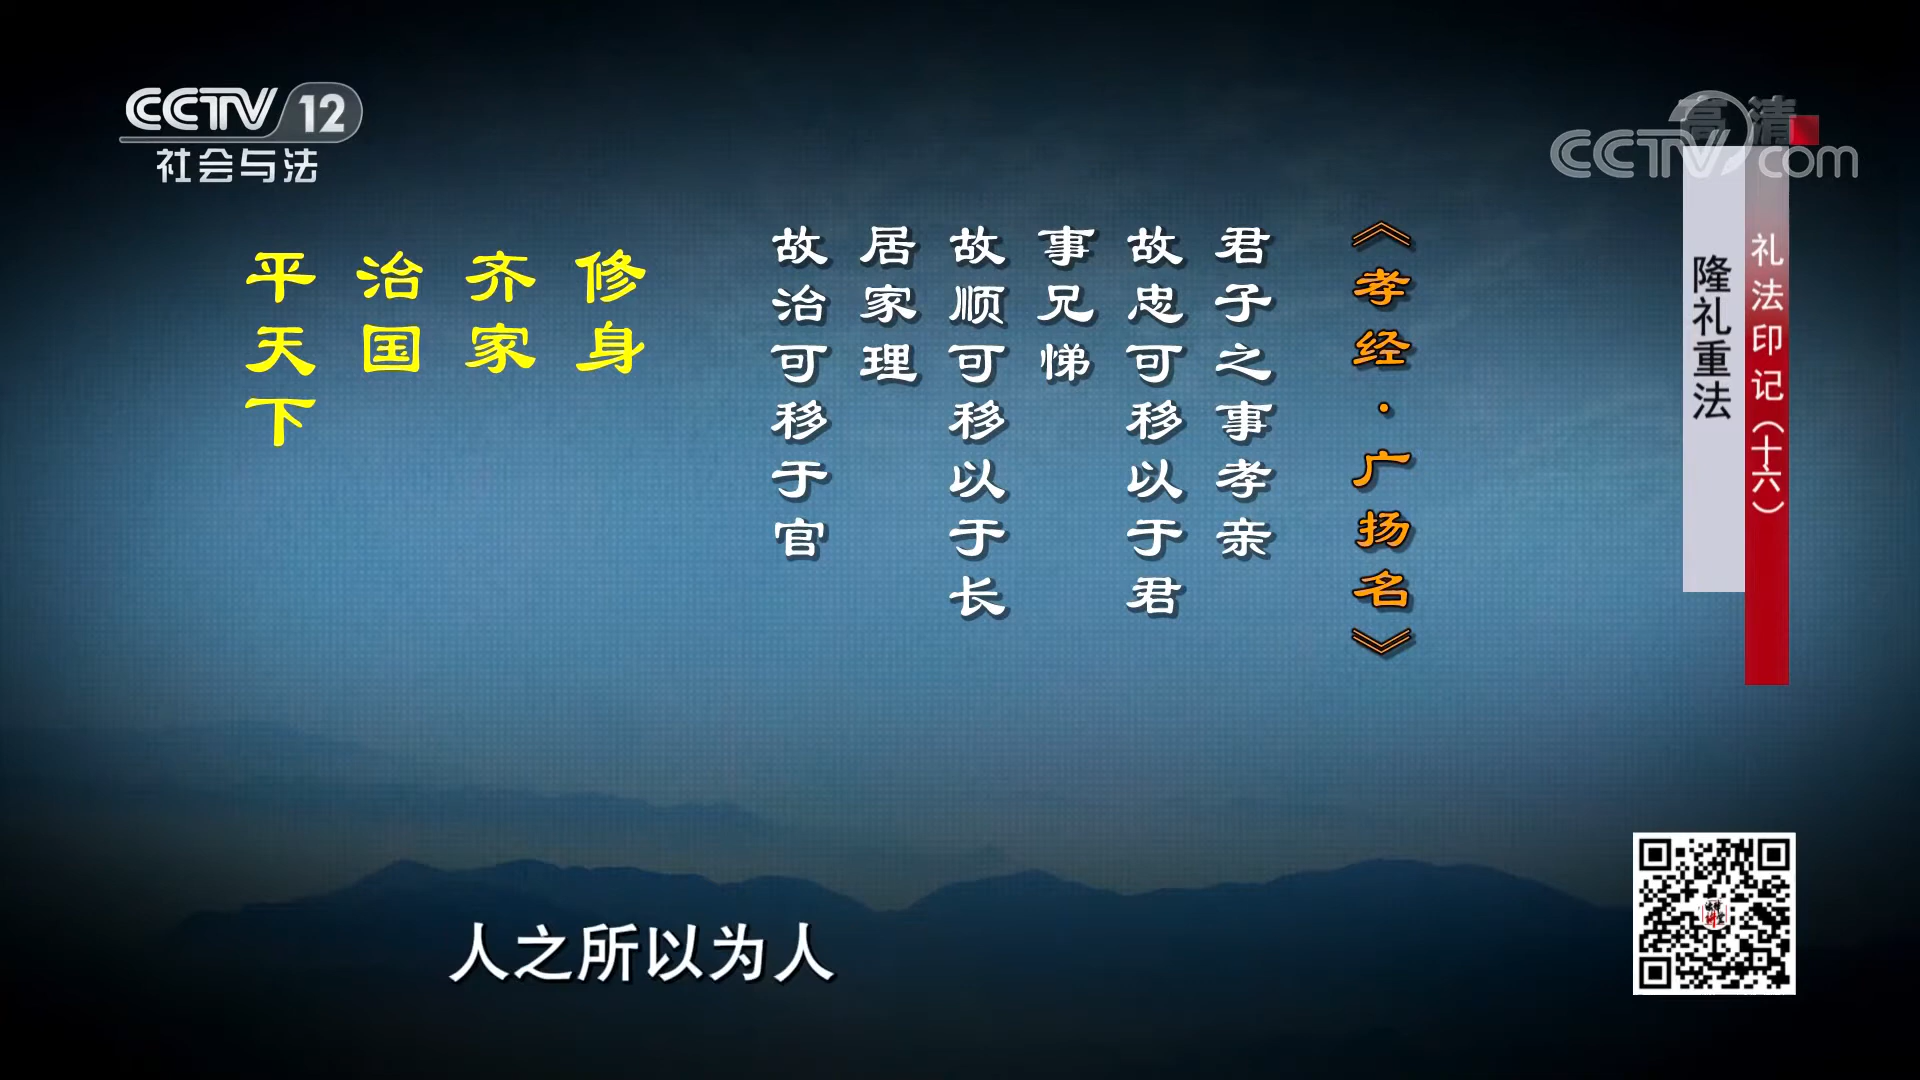 CCTV 12
社会与法
高清
CCTV com
礼法印记(十六)
隆礼重法
《孝经·广扬名》
君子之事孝亲
故忠可移以于君
事兄悌
故顺可移以于长
居家理
故治可移于官
修身
齐家
治国
平天下
人之所以为人